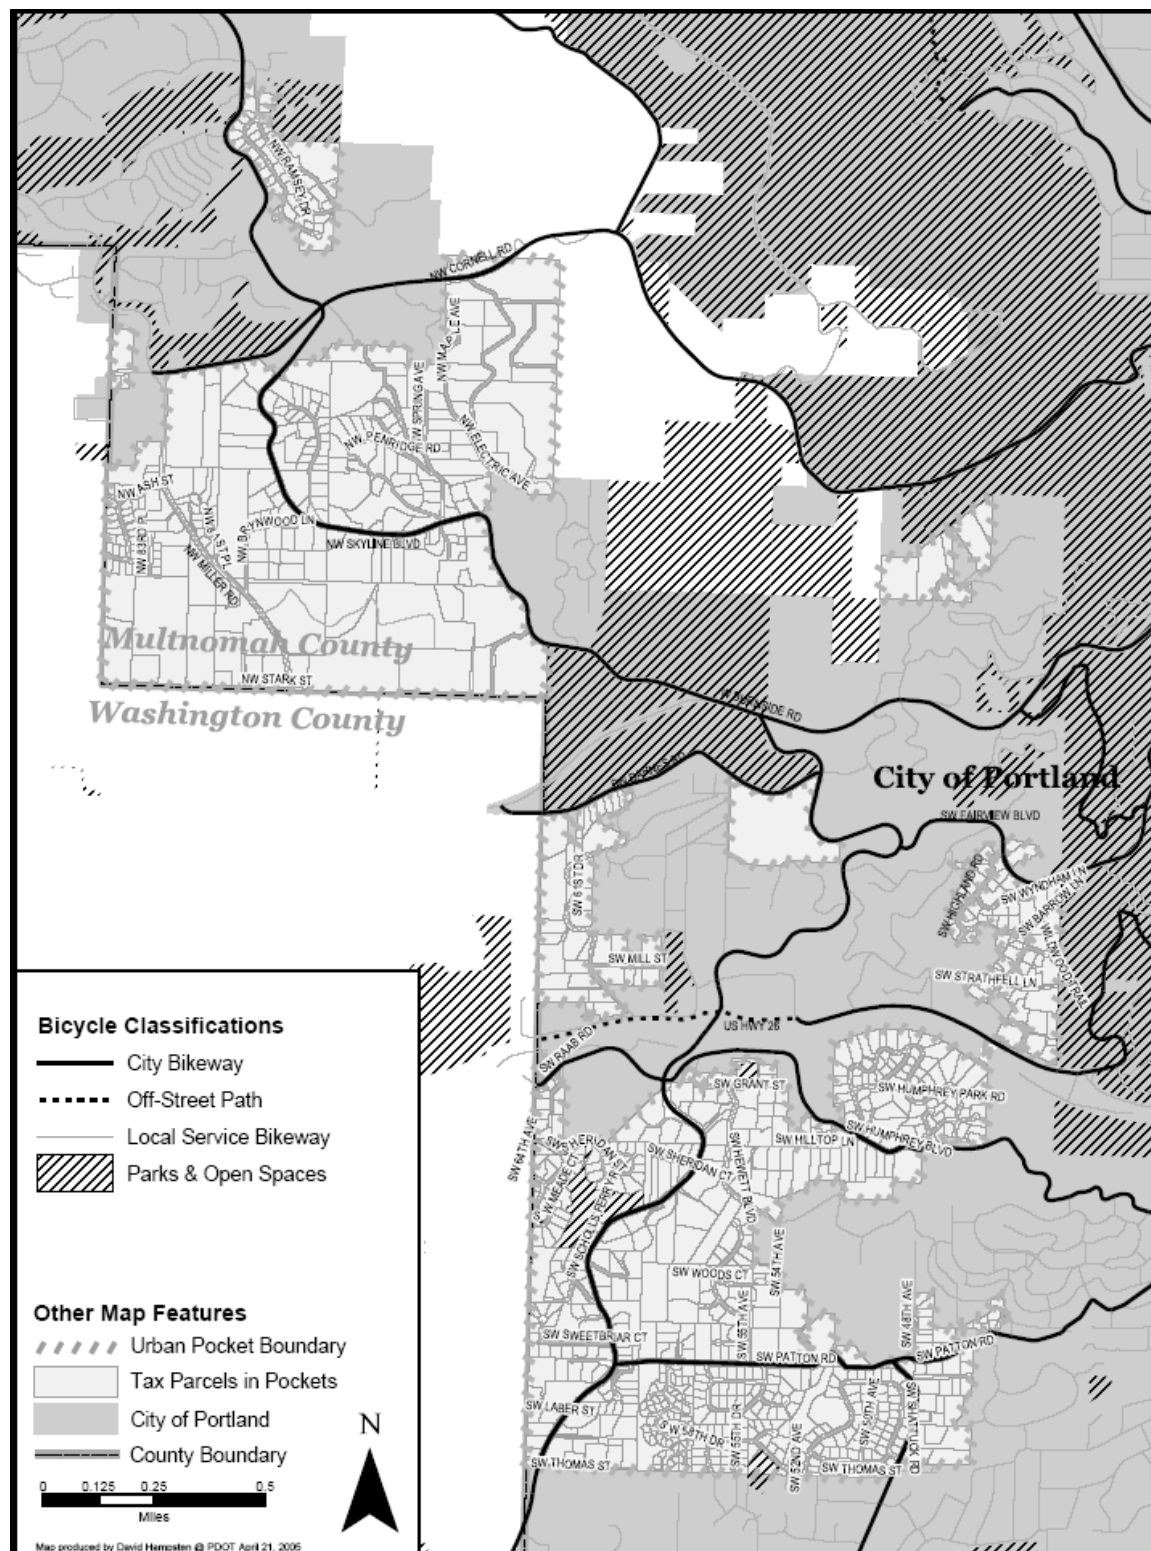 NW RAMSEY DR
NW CORNELL RD
NW SPRING AVE
NW PENRIDGE RD
NW ELECTRIC AVE
NW ASH ST
NW 83RD PL
NW 81ST PL
NW MILLER RD
NW BRYNWOOD LN
NW SKYLINE BLVD
Multnomah County
NW STARK ST
Washington County
W BURNSIDE RD
SW BARNES RD
City of Portland
SW FAIRVIEW BLVD
SW 61ST DR
SW HIGHLAND RD
SW WYNDHAM LN
SW BARROW LN
WILDWOOD TRAIL
SW MILL ST
SW STRATHFELL LN
US HWY 26
SW RAAB RD
SW GRANT ST
SW HUMPHREY PARK RD
SW HUMPHREY BLVD
SW HILLTOP LN
SW 64TH AVE
SW SHERIDAN ST
SW MEADE CT
SW SHERIDAN CT
SW HEWETT BLVD
SW SCHOLLS FERRY RD
SW WOODS CT
SW 54TH AVE
SW 55TH AVE
SW 48TH AVE
SW SWEETBRIAR CT
SW PATTON RD
SW PATTON RD
SW LABER ST
SW 58TH DR
SW 55TH DR
SW 52ND AVE
SW 50TH AVE
SW SHATTUCK RD
SW THOMAS ST
SW THOMAS ST
Bicycle Classifications
City Bikeway
Off-Street Path
Local Service Bikeway
Parks & Open Spaces
Other Map Features
Urban Pocket Boundary
Tax Parcels in Pockets
City of Portland
County Boundary
N
0 0.125 0.25 0.5
Miles
Map produced by David Hampsten @ PDOT April 21, 2005